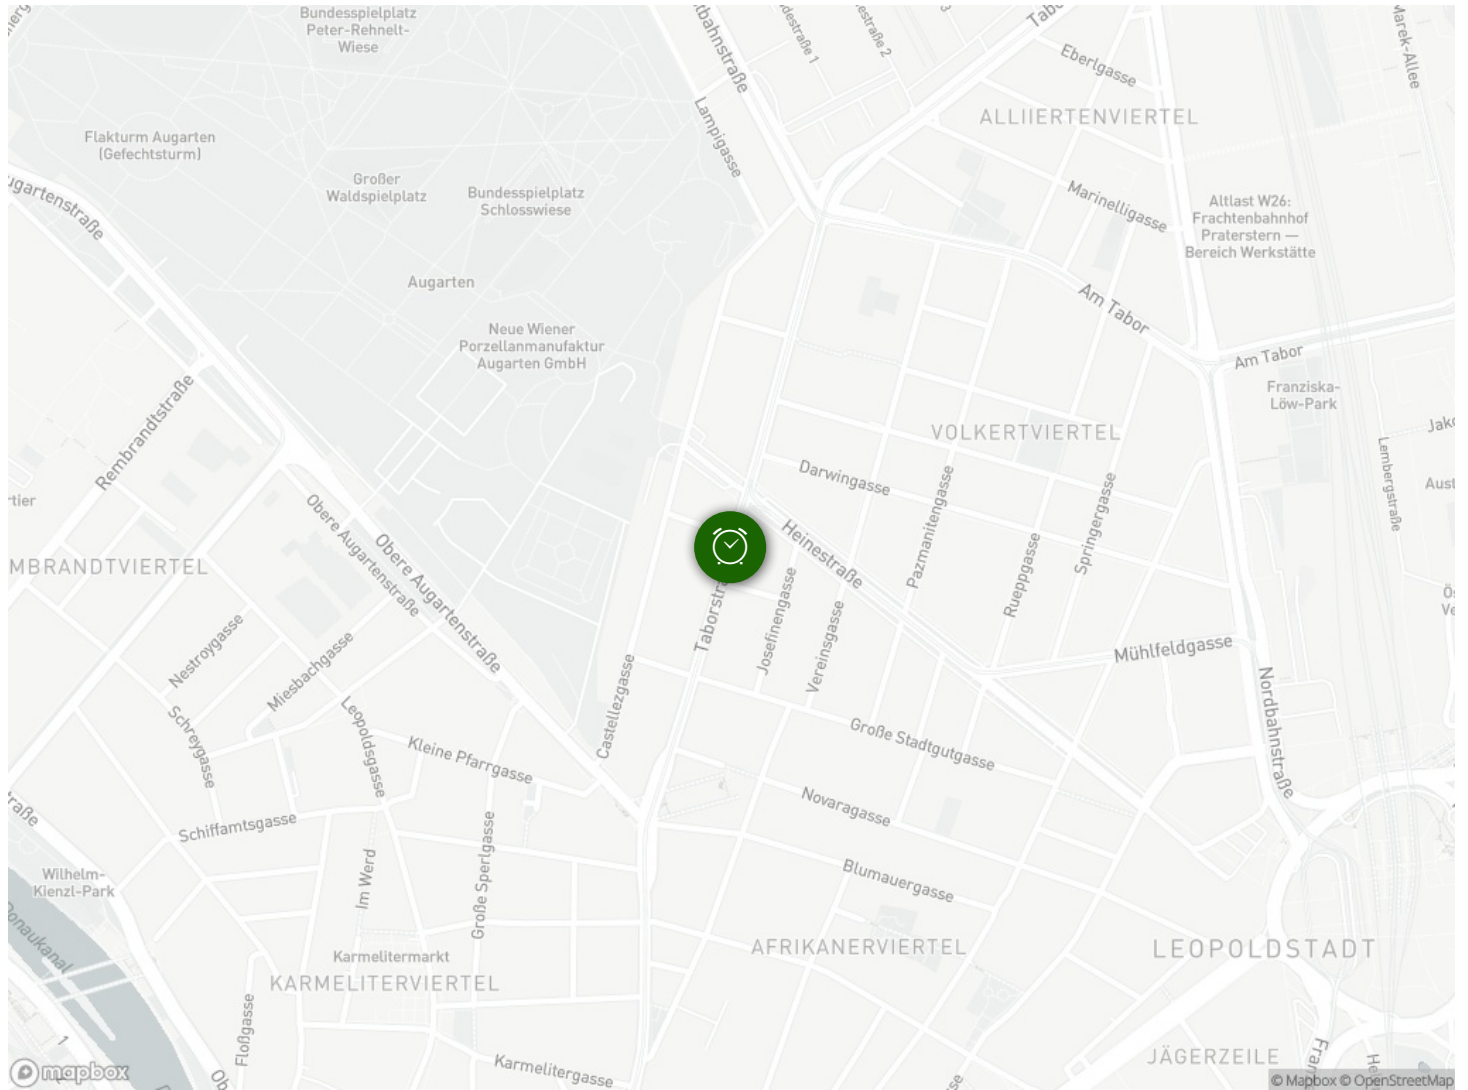 Bundesspielplatz
Peter-Rehnelt-
Wiese
Lampigasse
Eberlgasse
ALLIIERTENVIERTEL
Flakturm Augarten
(Gefechtsturm)
Großer
Waldspielplatz
Bundesspielplatz
Schlosswiese
Marinelligasse
Altlast W26:
Frachtenbahnhof
Praterstern —
Bereich Werkstätte
Augarten
Am Tabor
Neue Wiener
Porzellanmanufaktur
Augarten GmbH
Am Tabor
Franziska-
Löw-Park
Rembrandtstraße
VOLKERTVIERTEL
Lembergstraße
Darwingasse
Pazmanitengasse
Springergasse
Obere Augartenstraße
Obere Augartenstraße
Heinestraße
Rueppgasse
MBRANDTVIERTEL
Josefinengasse
Vereinsgasse
Nestroygasse
Miesbachgasse
Mühlfeldgasse
Nordbahnstraße
Castellezgasse
Schreygasse
Leopoldsgasse
Kleine Pfarrgasse
Große Stadtgutgasse
Novaragasse
Schiffamtsgasse
Große Sperlgasse
Im Werd
Wilhelm-
Kienzl-Park
Blumauergasse
Donaukanal
Karmelitermarkt
KARMELITERVIERTEL
AFRIKANERVIERTEL
LEOPOLDSTADT
Floßgasse
Karmelitergasse
JÄGERZEILE
mapbox
© Mapbox © OpenStreetMap